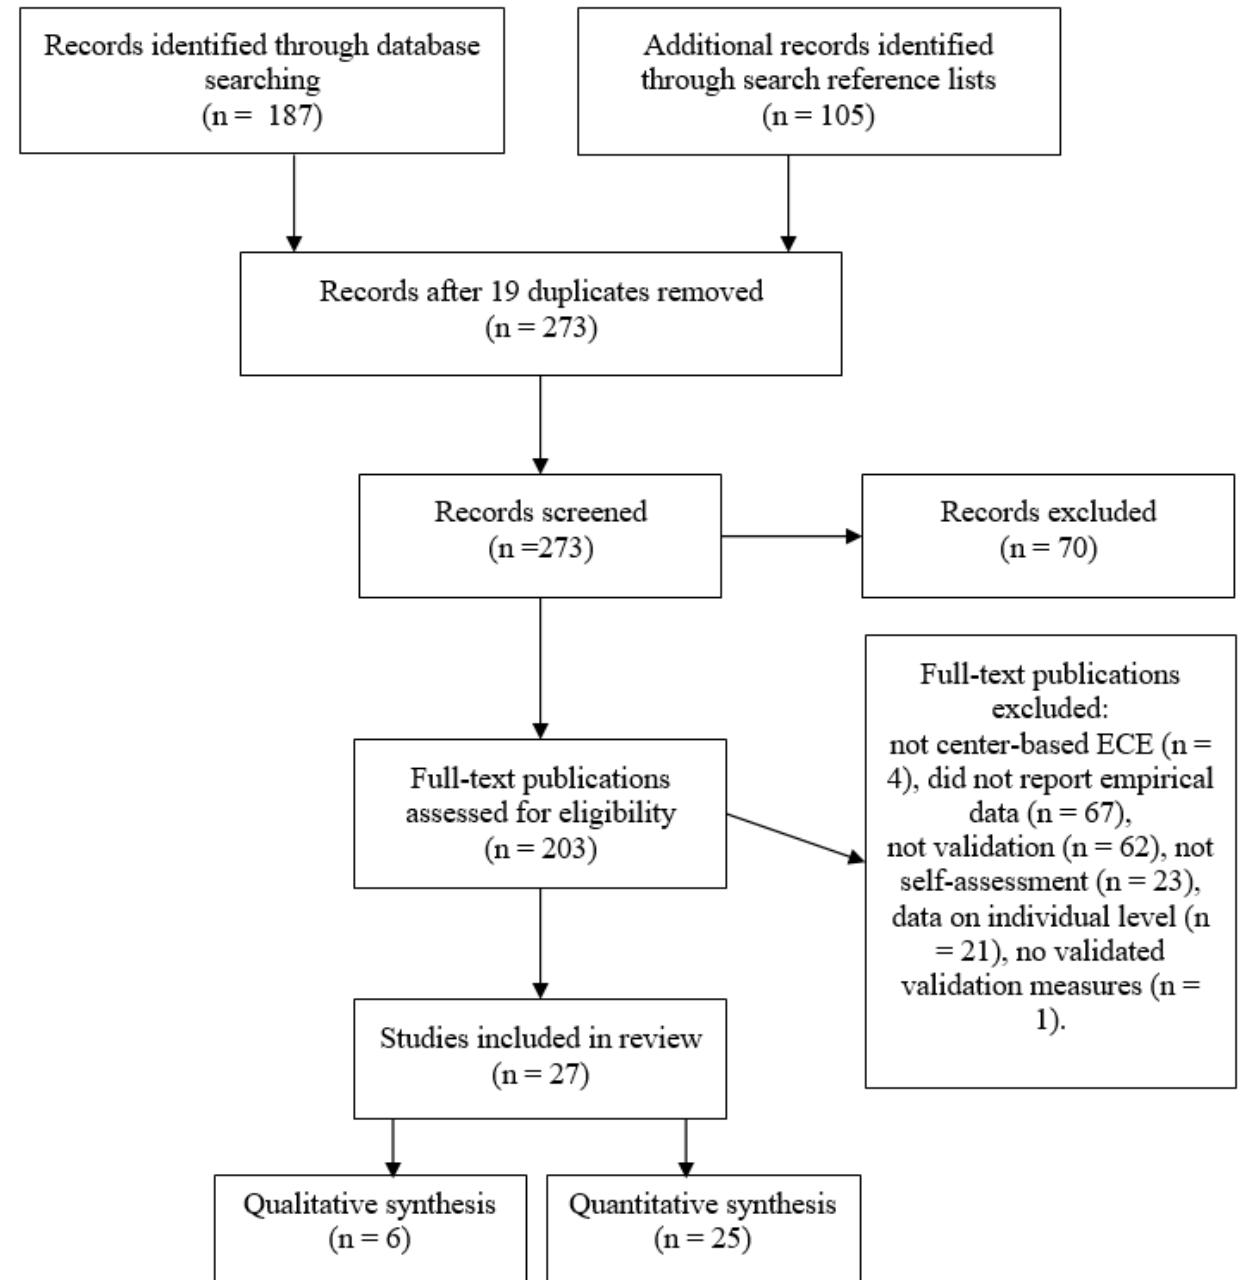 Records identified through database
searching
(n =  187)
Additional records identified
through search reference lists
(n = 105)
Records after 19 duplicates removed
(n = 273)
Records screened
(n =273)
Records excluded
(n = 70)
Full-text publications
assessed for eligibility
(n = 203)
Full-text publications
excluded:
not center-based ECE (n =
4), did not report empirical
data (n = 67),
not validation (n = 62), not
self-assessment (n = 23),
data on individual level (n
= 21), no validated
validation measures (n =
1).
Studies included in review
(n = 27)
Qualitative synthesis
(n = 6)
Quantitative synthesis
(n = 25)